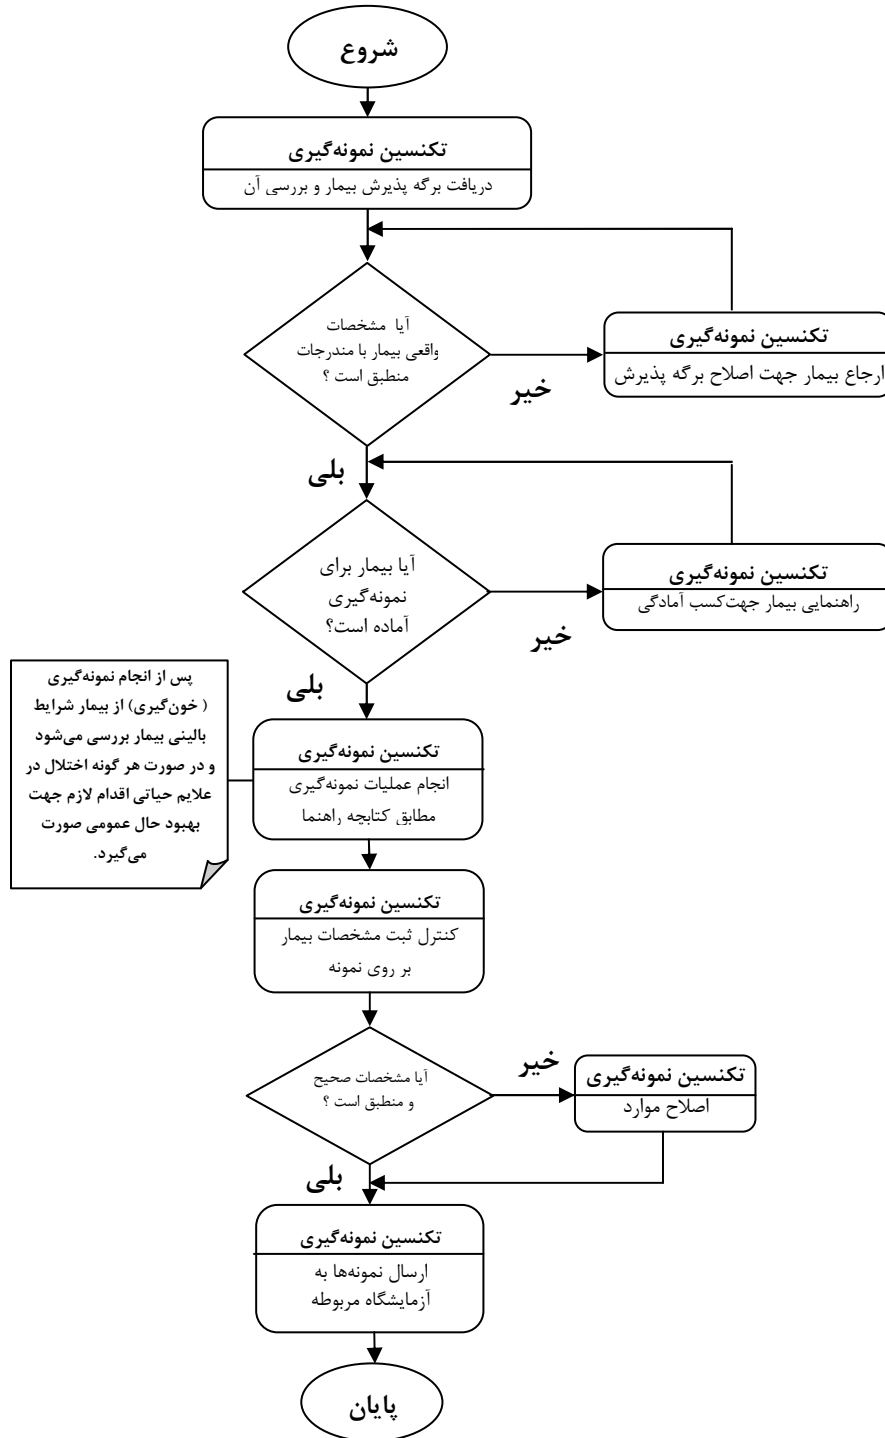 شروع
تکنسین نمونه‌گیری
دریافت برگه پذیرش بیمار و بررسی آن
آیا مشخصات
واقعی بیمار با مندرجات
منطبق است ؟
خیر
تکنسین نمونه‌گیری
ارجاع بیمار جهت اصلاح برگه پذیرش
بلی
آیا بیمار برای
نمونه‌گیری
آماده است؟
خیر
تکنسین نمونه‌گیری
راهنمایی بیمار جهت‌کسب آمادگی
بلی
پس از انجام نمونه‌گیری
( خون‌گیری) از بیمار شرایط
بالینی بیمار بررسی می‌شود
و در صورت هر گونه اختلال در
علایم حیاتی اقدام لازم جهت
بهبود حال عمومی صورت
می‌گیرد.
تکنسین نمونه‌گیری
انجام عملیات نمونه‌گیری
مطابق کتابچه راهنما
تکنسین نمونه‌گیری
کنترل ثبت مشخصات بیمار
بر روی نمونه
آیا مشخصات صحیح
و منطبق است ؟
خیر
تکنسین نمونه‌گیری
اصلاح موارد
بلی
تکنسین نمونه‌گیری
ارسال نمونه‌ها به
آزمایشگاه مربوطه
پایان